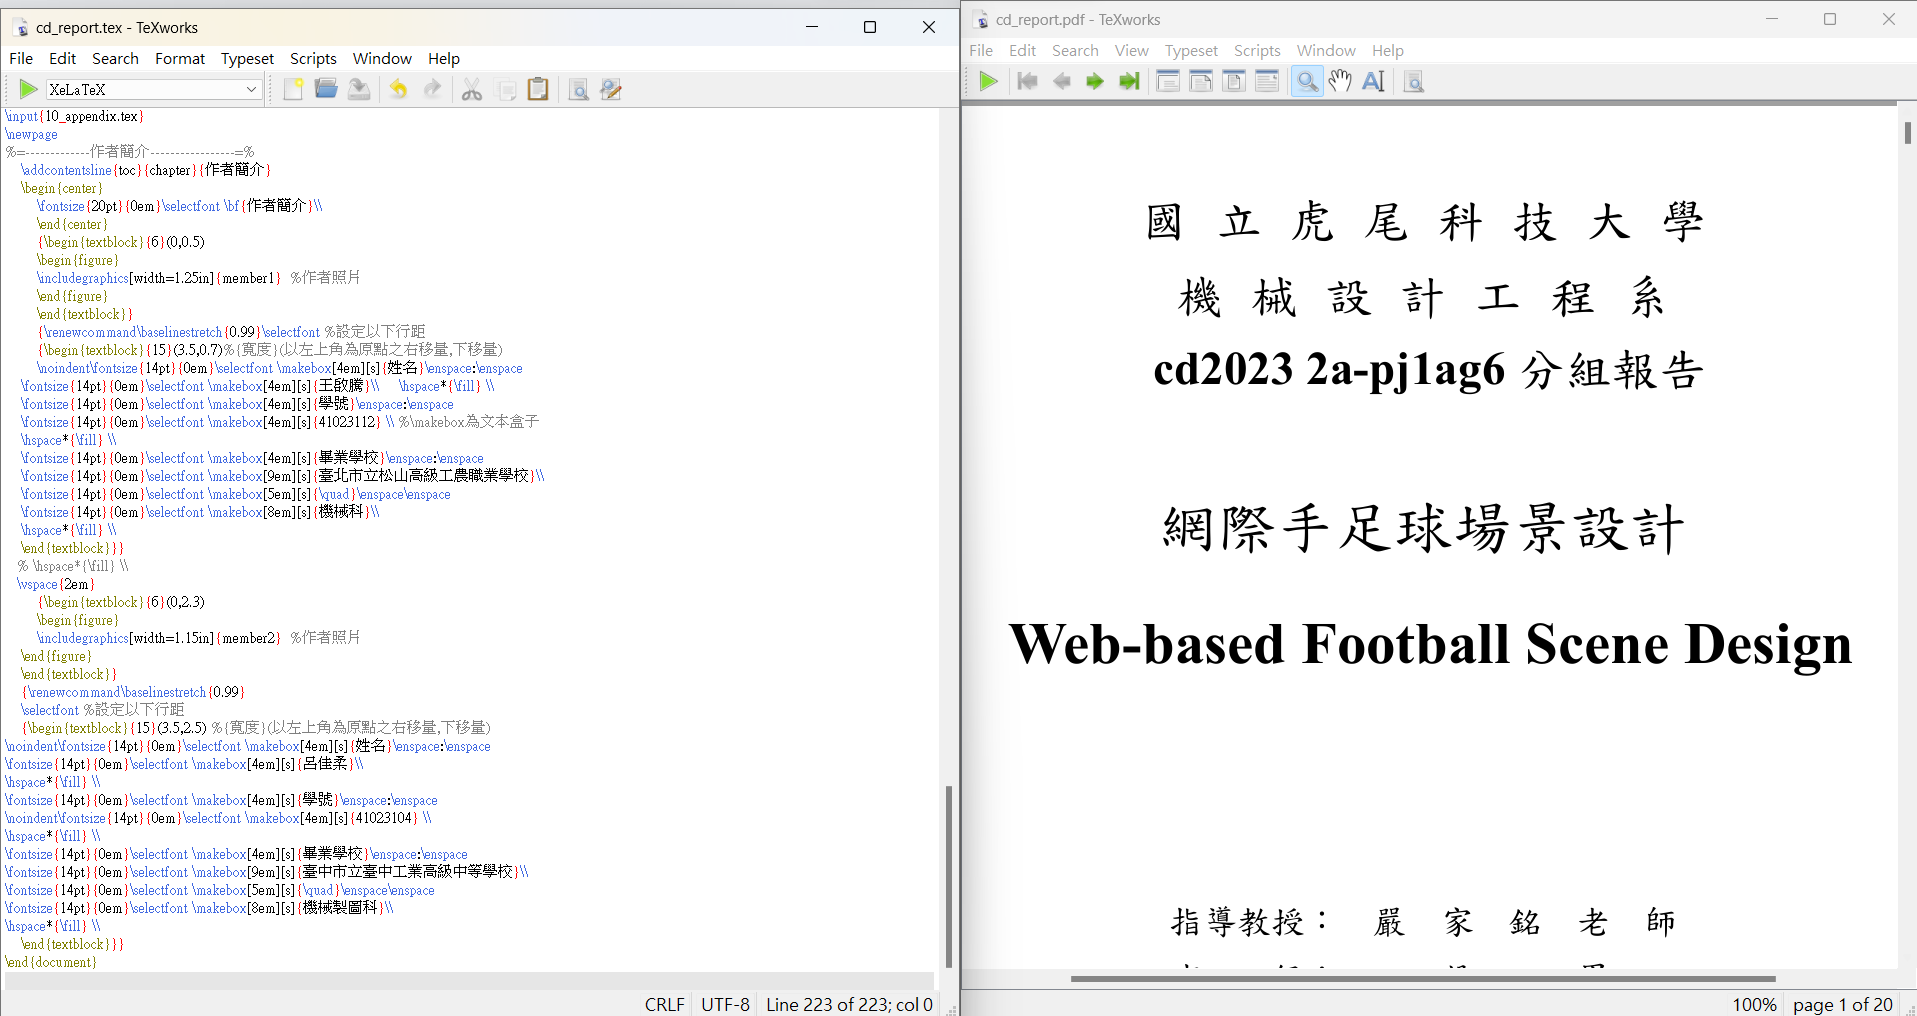 cd_report.tex - TeXworks
File Edit Search Format Typeset Scripts Window Help
XeLaTeX
\input{10_appendix.tex}
\newpage
%=-------------作者簡介-----------------=%
\addcontentsline{toc}{chapter}{作者簡介}
\begin{center}
\fontsize{20pt}{0em}\selectfont \bf{作者簡介}\\
\end{center}
{\begin{textblock}{6}(0,0.5)
\begin{figure}
\includegraphics[width=1.25in]{member1} %作者照片
\end{figure}
\end{textblock}}
{\renewcommand\baselinestretch{0.99}\selectfont %設定以下行距
{\begin{textblock}{15}(3.5,0.7)%{寬度}(以左上角為原點之右移量,下移量)
\noindent\fontsize{14pt}{0em}\selectfont \makebox[4em][s]{姓名}\enspace:\enspace
\fontsize{14pt}{0em}\selectfont \makebox[4em][s]{王啟騰}\\ \hspace*{\fill} \\
\fontsize{14pt}{0em}\selectfont \makebox[4em][s]{學號}\enspace:\enspace
\fontsize{14pt}{0em}\selectfont \makebox[4em][s]{41023112} \\ %\makebox為文本盒子
\hspace*{\fill} \\
\fontsize{14pt}{0em}\selectfont \makebox[4em][s]{畢業學校}\enspace:\enspace
\fontsize{14pt}{0em}\selectfont \makebox[9em][s]{臺北市立松山高級工農職業學校}\\
\fontsize{14pt}{0em}\selectfont \makebox[5em][s]{\quad}\enspace\enspace
\fontsize{14pt}{0em}\selectfont \makebox[8em][s]{機械科}\\
\hspace*{\fill} \\
\end{textblock}}}
% \hspace*{\fill} \\
\vspace{2em}
{\begin{textblock}{6}(0,2.3)
\begin{figure}
\includegraphics[width=1.15in]{member2} %作者照片
\end{figure}
\end{textblock}}
{\renewcommand\baselinestretch{0.99}
\selectfont %設定以下行距
{\begin{textblock}{15}(3.5,2.5) %{寬度}(以左上角為原點之右移量,下移量)
\noindent\fontsize{14pt}{0em}\selectfont \makebox[4em][s]{姓名}\enspace:\enspace
\fontsize{14pt}{0em}\selectfont \makebox[4em][s]{呂佳柔}\\
\hspace*{\fill} \\
\fontsize{14pt}{0em}\selectfont \makebox[4em][s]{學號}\enspace:\enspace
\noindent\fontsize{14pt}{0em}\selectfont \makebox[4em][s]{41023104} \\
\hspace*{\fill} \\
\fontsize{14pt}{0em}\selectfont \makebox[4em][s]{畢業學校}\enspace:\enspace
\fontsize{14pt}{0em}\selectfont \makebox[9em][s]{臺中市立臺中工業高級中等學校}\\
\fontsize{14pt}{0em}\selectfont \makebox[5em][s]{\quad}\enspace\enspace
\fontsize{14pt}{0em}\selectfont \makebox[8em][s]{機械製圖科}\\
\hspace*{\fill} \\
\end{textblock}}}
\end{document}
CRLF UTF-8 Line 223 of 223; col 0
cd_report.pdf - TeXworks
File Edit Search View Typeset Scripts Window Help
國 立 虎 尾 科 技 大 學
機 械 設 計 工 程 系
cd2023 2a-pj1ag6 分組報告
網際手足球場景設計
Web-based Football Scene Design
指導教授： 嚴 家 銘 老 師
100% page 1 of 20